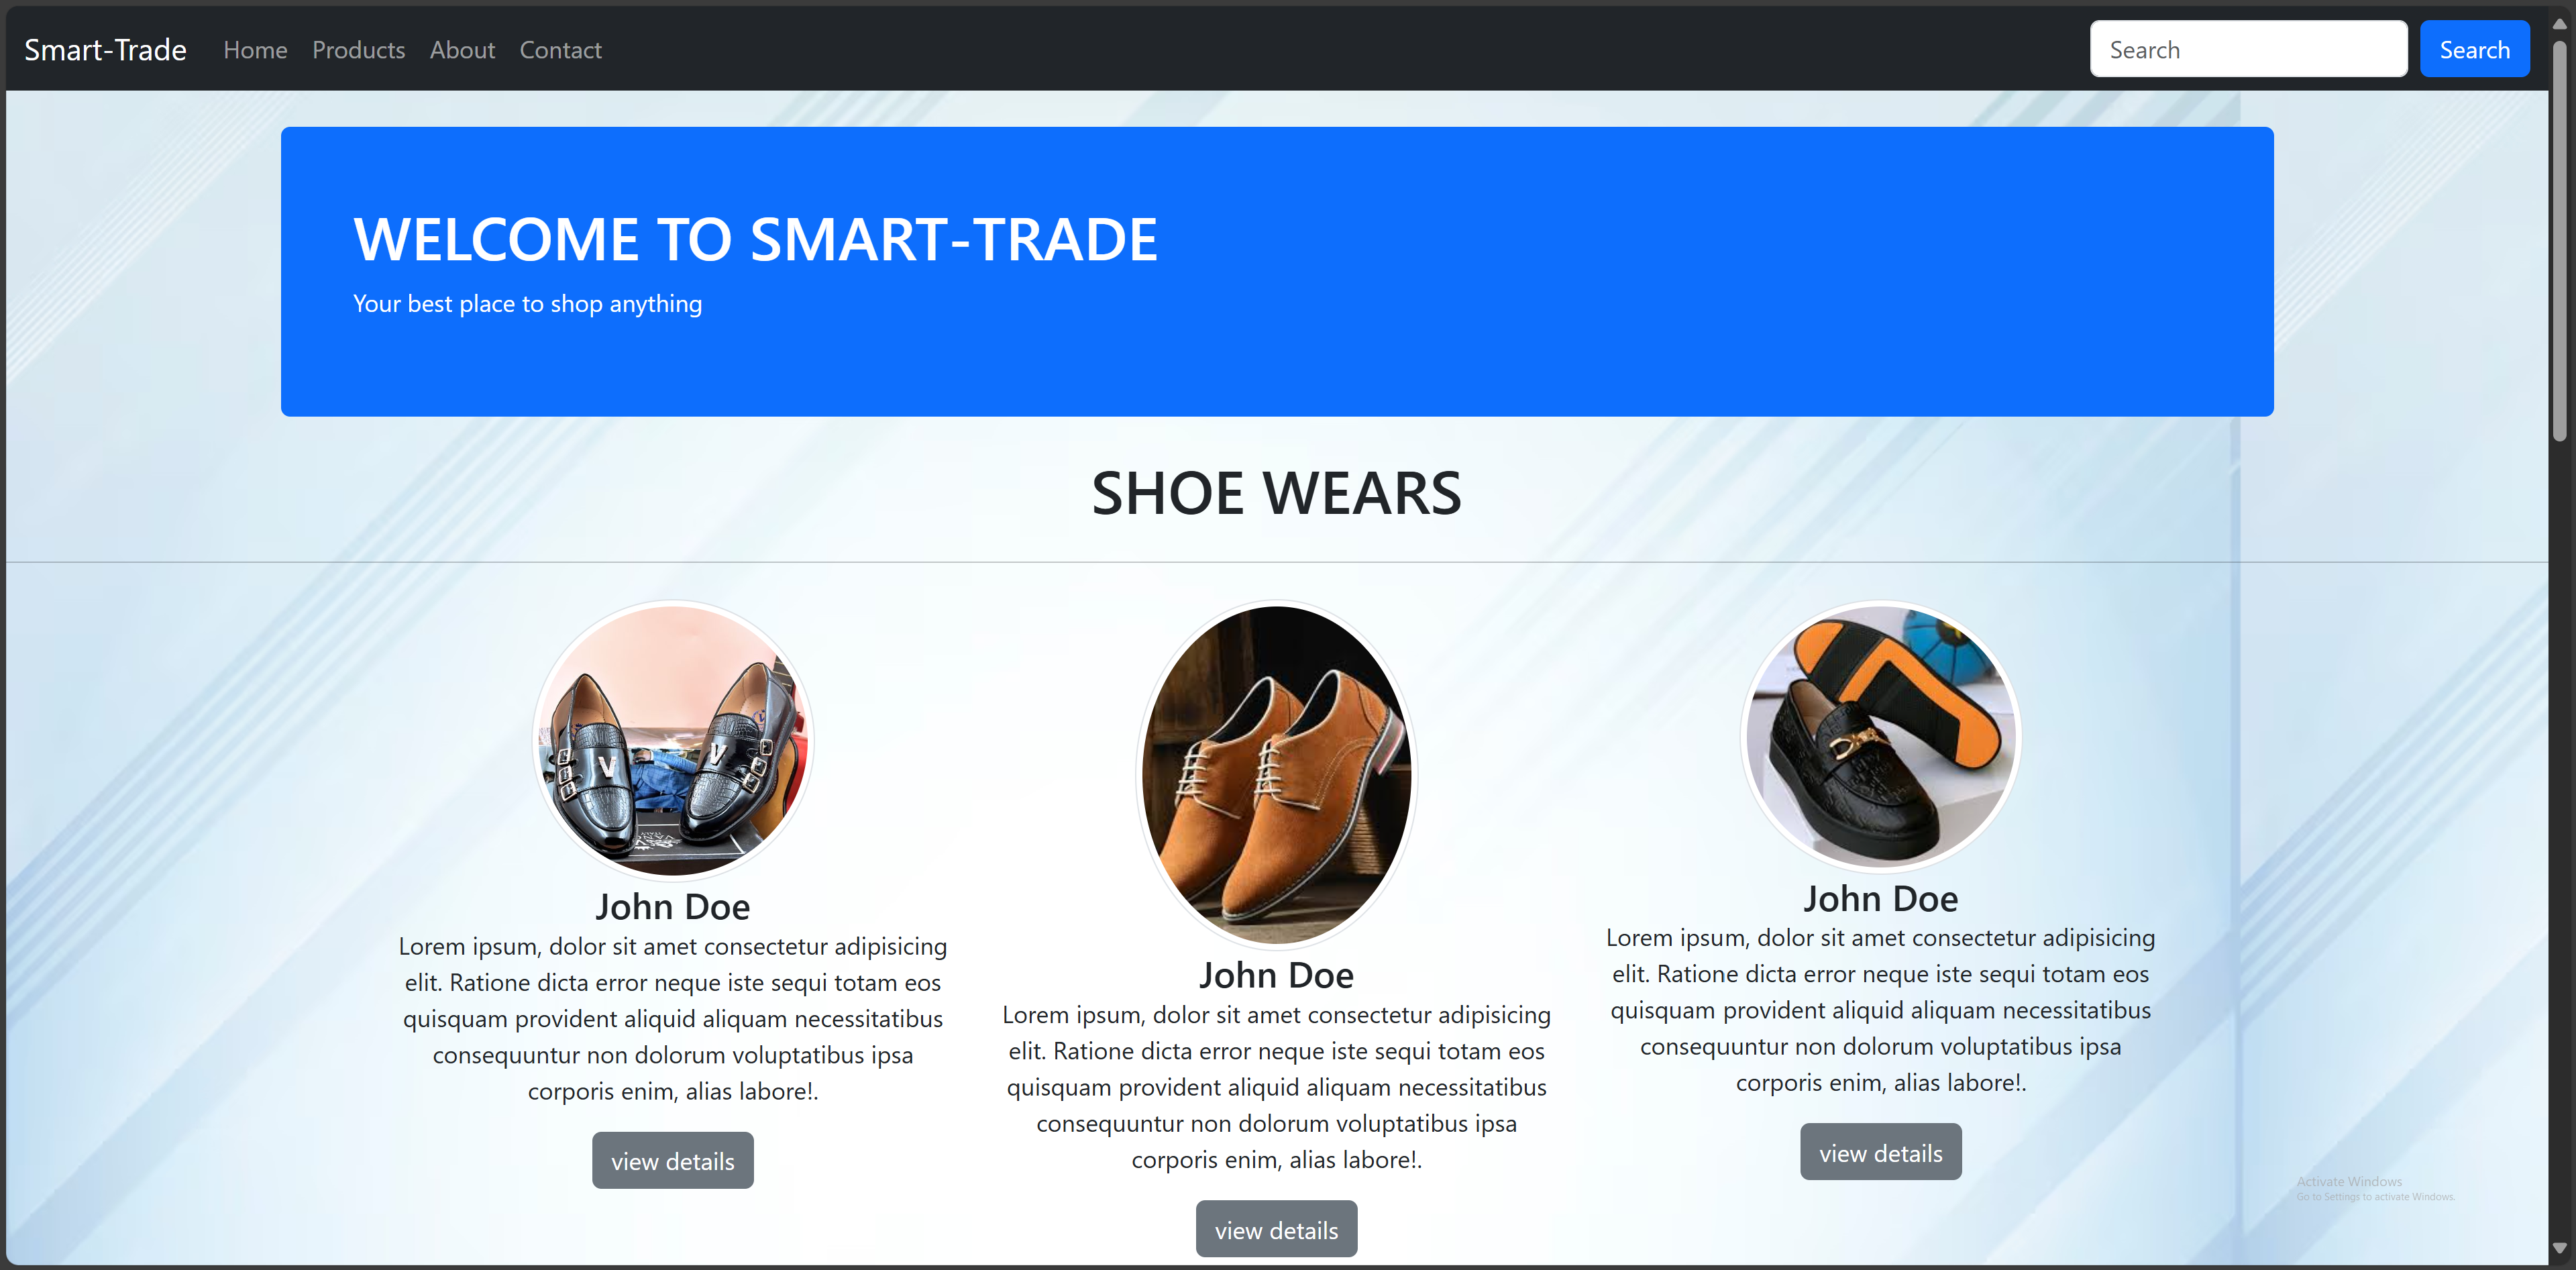 Smart-Trade Home Products About Contact Search Search
WELCOME TO SMART-TRADE
Your best place to shop anything
SHOE WEARS
V V
John Doe
Lorem ipsum, dolor sit amet consectetur adipisicing
elit. Ratione dicta error neque iste sequi totam eos
quisquam provident aliquid aliquam necessitatibus
consequuntur non dolorum voluptatibus ipsa
corporis enim, alias labore!.
view details
John Doe
Lorem ipsum, dolor sit amet consectetur adipisicing
elit. Ratione dicta error neque iste sequi totam eos
quisquam provident aliquid aliquam necessitatibus
consequuntur non dolorum voluptatibus ipsa
corporis enim, alias labore!.
view details
John Doe
Lorem ipsum, dolor sit amet consectetur adipisicing
elit. Ratione dicta error neque iste sequi totam eos
quisquam provident aliquid aliquam necessitatibus
consequuntur non dolorum voluptatibus ipsa
corporis enim, alias labore!.
view details
Activate Windows
Go to Settings to activate Windows.